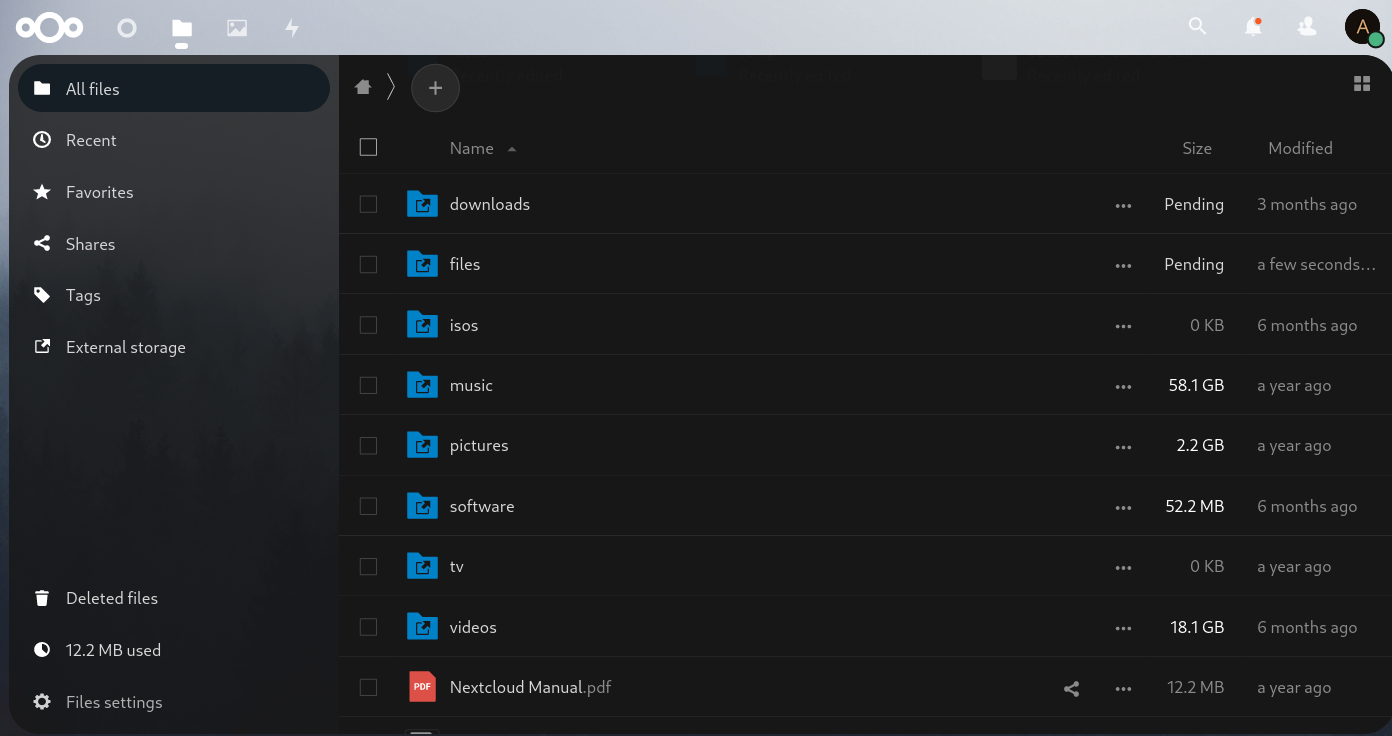 A
All files
Recent
Favorites
Shares
Tags
External storage
Deleted files
12.2 MB used
Files settings
+
Name Size Modified
downloads ... Pending 3 months ago
files ... Pending a few seconds...
isos ... 0 KB 6 months ago
music ... 58.1 GB a year ago
pictures ... 2.2 GB a year ago
software ... 52.2 MB 6 months ago
tv ... 0 KB a year ago
videos ... 18.1 GB 6 months ago
PDF Nextcloud Manual.pdf ... 12.2 MB a year ago